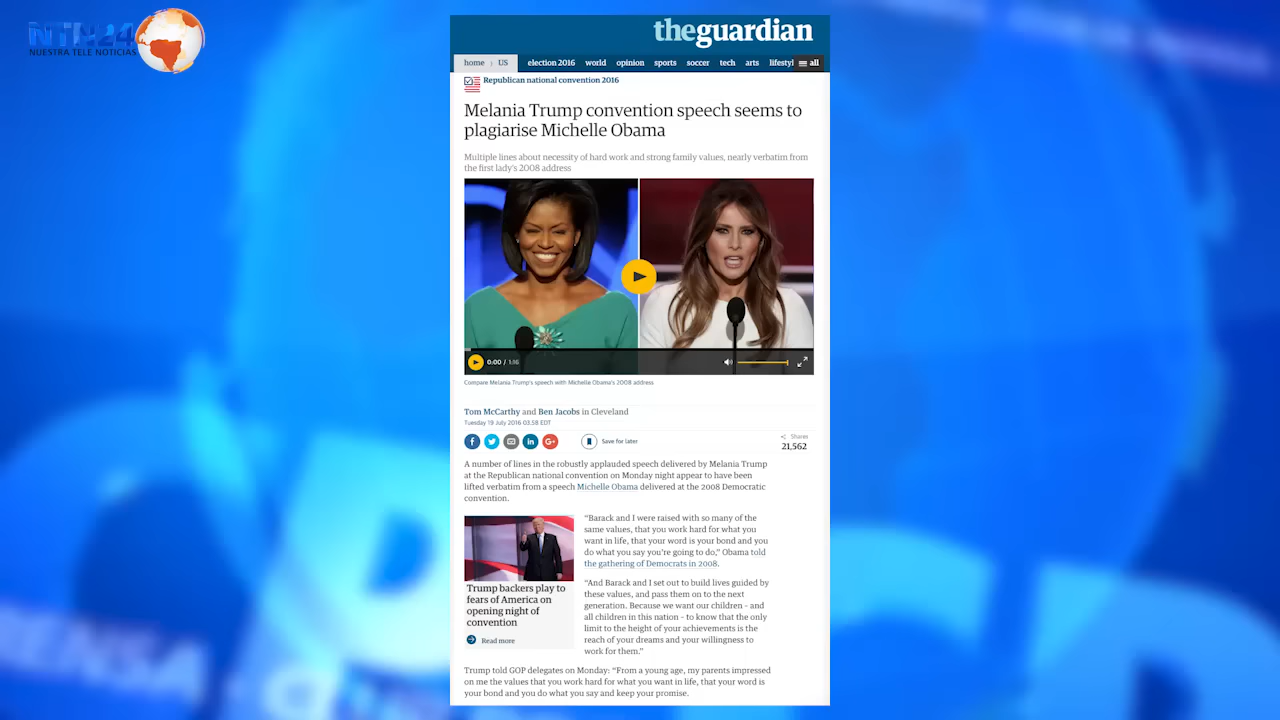 NTN24
NUESTRA TELE NOTICIAS
theguardian
home › US election 2016 world opinion sports soccer tech arts lifestyl all
Republican national convention 2016
Melania Trump convention speech seems to
plagiarise Michelle Obama
Multiple lines about necessity of hard work and strong family values, nearly verbatim from
the first lady's 2008 address
0:00 / 1:16
Compare Melania Trump's speech with Michelle Obama's 2008 address
Tom McCarthy and Ben Jacobs in Cleveland
Tuesday 19 July 2016 03.58 EDT
Save for later
Shares
21,562
A number of lines in the robustly applauded speech delivered by Melania Trump
at the Republican national convention on Monday night appear to have been
lifted verbatim from a speech Michelle Obama delivered at the 2008 Democratic
convention.
Trump backers play to
fears of America on
opening night of
convention
Read more
“Barack and I were raised with so many of the
same values, that you work hard for what you
want in life, that your word is your bond and you
do what you say you’re going to do,” Obama told
the gathering of Democrats in 2008.
“And Barack and I set out to build lives guided by
these values, and pass them on to the next
generation. Because we want our children – and
all children in this nation – to know that the only
limit to the height of your achievements is the
reach of your dreams and your willingness to
work for them.”
Trump told GOP delegates on Monday: “From a young age, my parents impressed
on me the values that you work hard for what you want in life, that your word is
your bond and you do what you say and keep your promise.